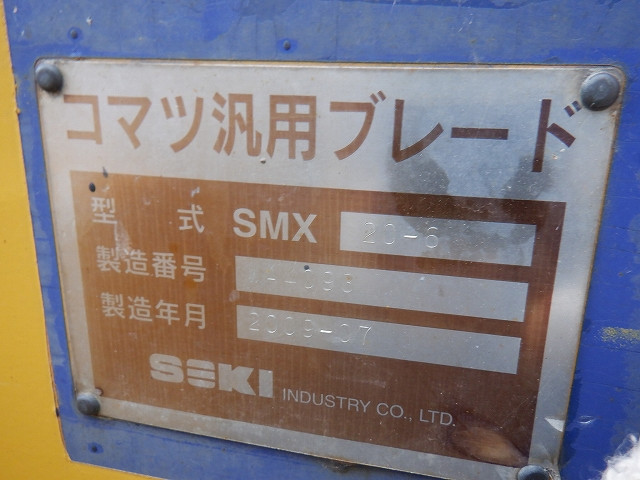 コマツ汎用ブレード
型 式 SMX 20-6
製造番号
製造年月 2009-07
SEKI INDUSTRY CO., LTD.